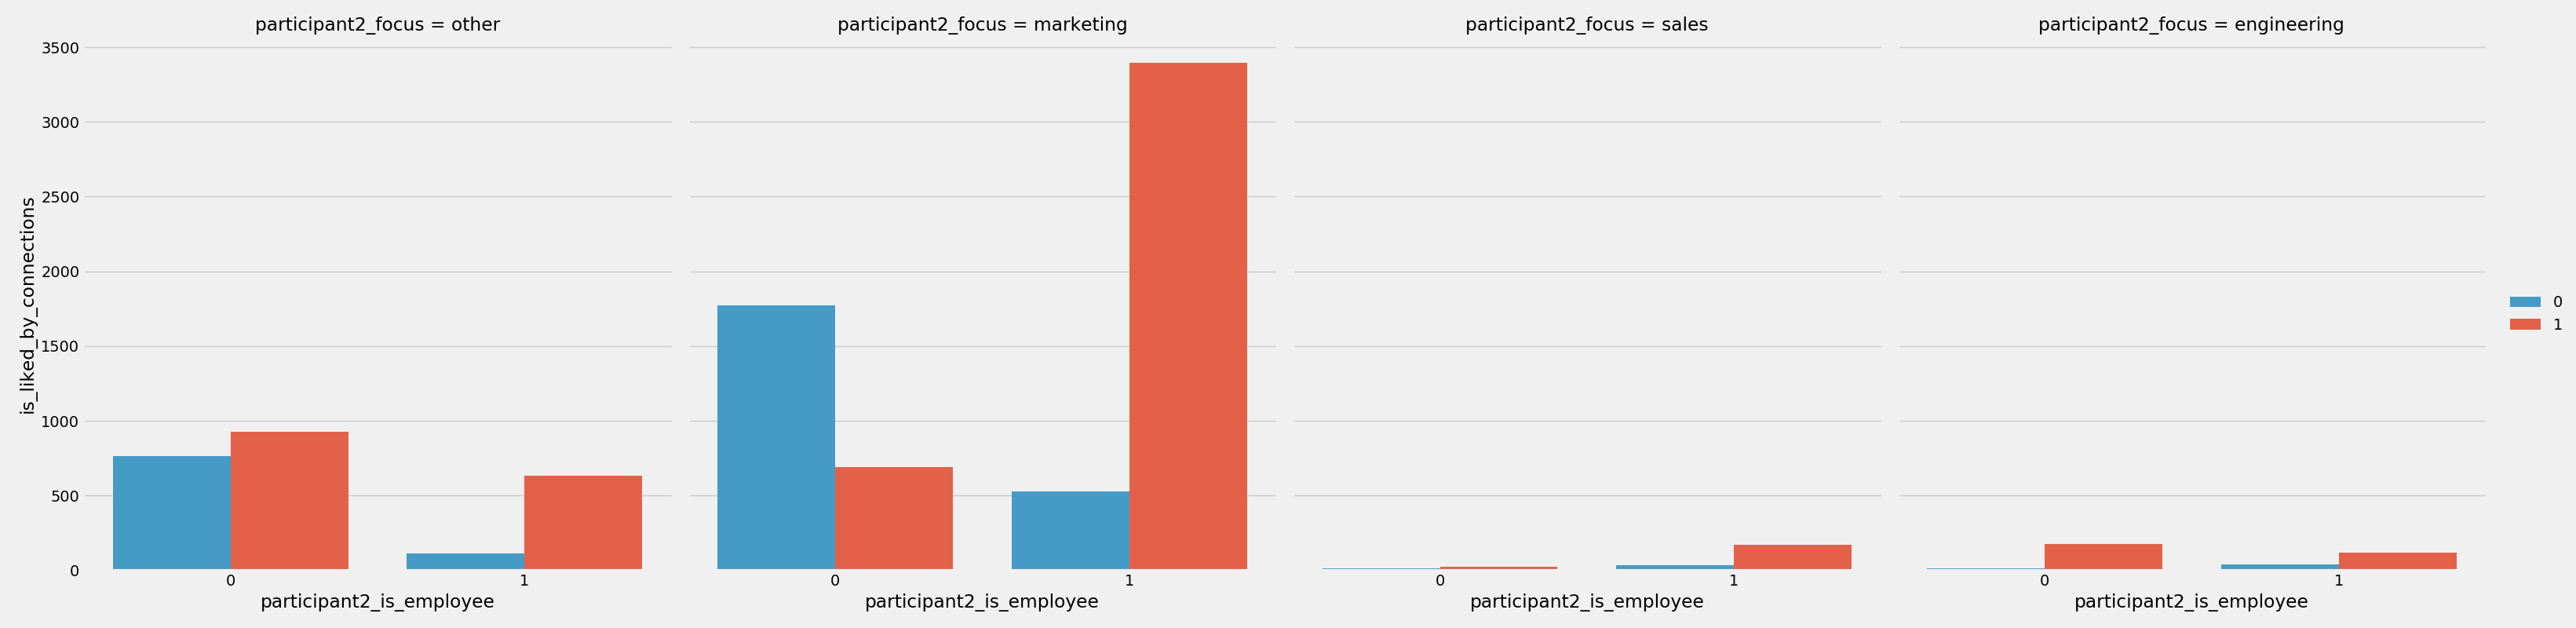 participant2_focus = other
participant2_focus = marketing
participant2_focus = sales
participant2_focus = engineering
3500
3000
2500
2000
1500
1000
500
0
is_liked_by_connections
0 1
0 1
0 1
0 1
participant2_is_employee
participant2_is_employee
participant2_is_employee
participant2_is_employee
0
1